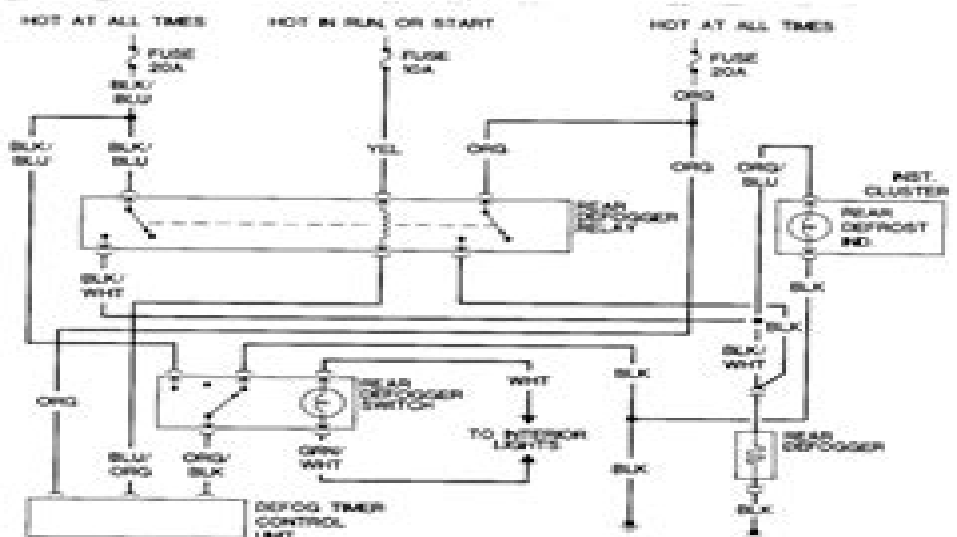 HOT AT ALL TIMES
HOT IN RUN OR START
HOT AT ALL TIMES
FUSE
20A
FUSE
10A
FUSE
20A
BLK/
BLU
ORG
BLK/
BLU
BLK/
BLU
YEL
ORG
ORG
ORG/
BLU
INST.
CLUSTER
REAR
DEFOGGER
RELAY
REAR
DEFROST
IND.
BLK/
WHT
BLK
BLK
BLK/
WHT
ORG
REAR
DEFOGGER
SWITCH
WHT
BLK
TO INTERIOR
LIGHTS
REAR
DEFOGGER
BLU/
ORG
ORG/
BLK
GRN/
WHT
BLK
BLK
DEFOG TIMER
CONTROL
UNIT